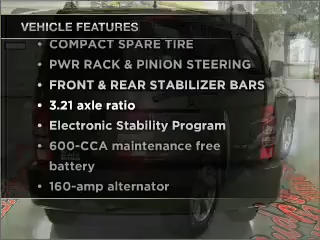 VEHICLE FEATURES
• COMPACT SPARE TIRE
• PWR RACK & PINION STEERING
• FRONT & REAR STABILIZER BARS
• 3.21 axle ratio
• Electronic Stability Program
• 600-CCA maintenance free
battery
• 160-amp alternator